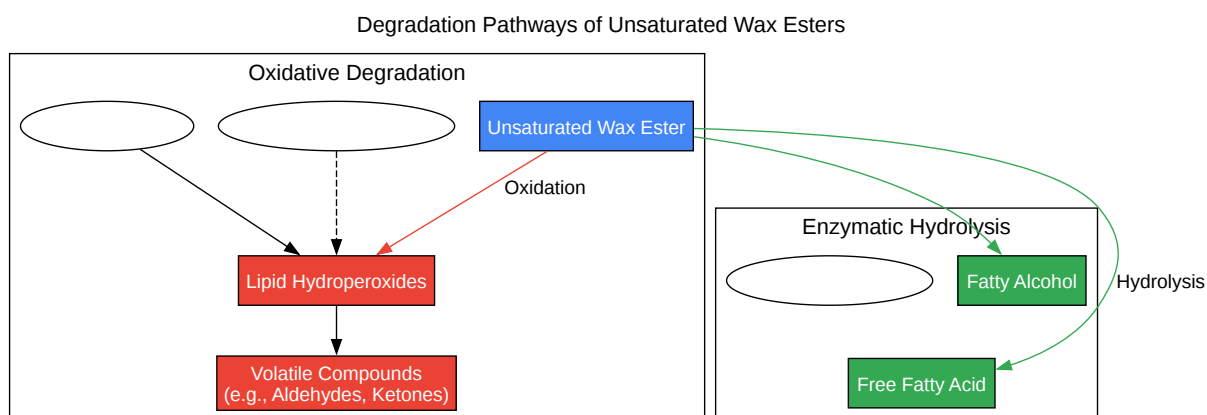 Degradation Pathways of Unsaturated Wax Esters
Oxidative Degradation
Unsaturated Wax Ester
Oxidation
Enzymatic Hydrolysis
Lipid Hydroperoxides
Fatty Alcohol
Hydrolysis
Volatile Compounds
(e.g., Aldehydes, Ketones)
Free Fatty Acid